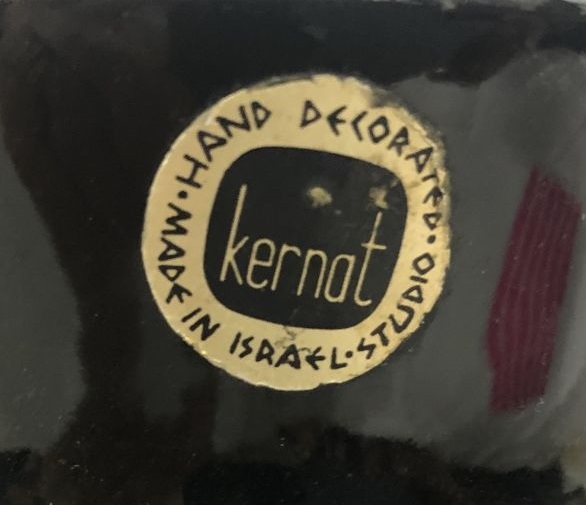 HAND DECORATED • STUDIO • MADE IN ISRAEL •
kernat